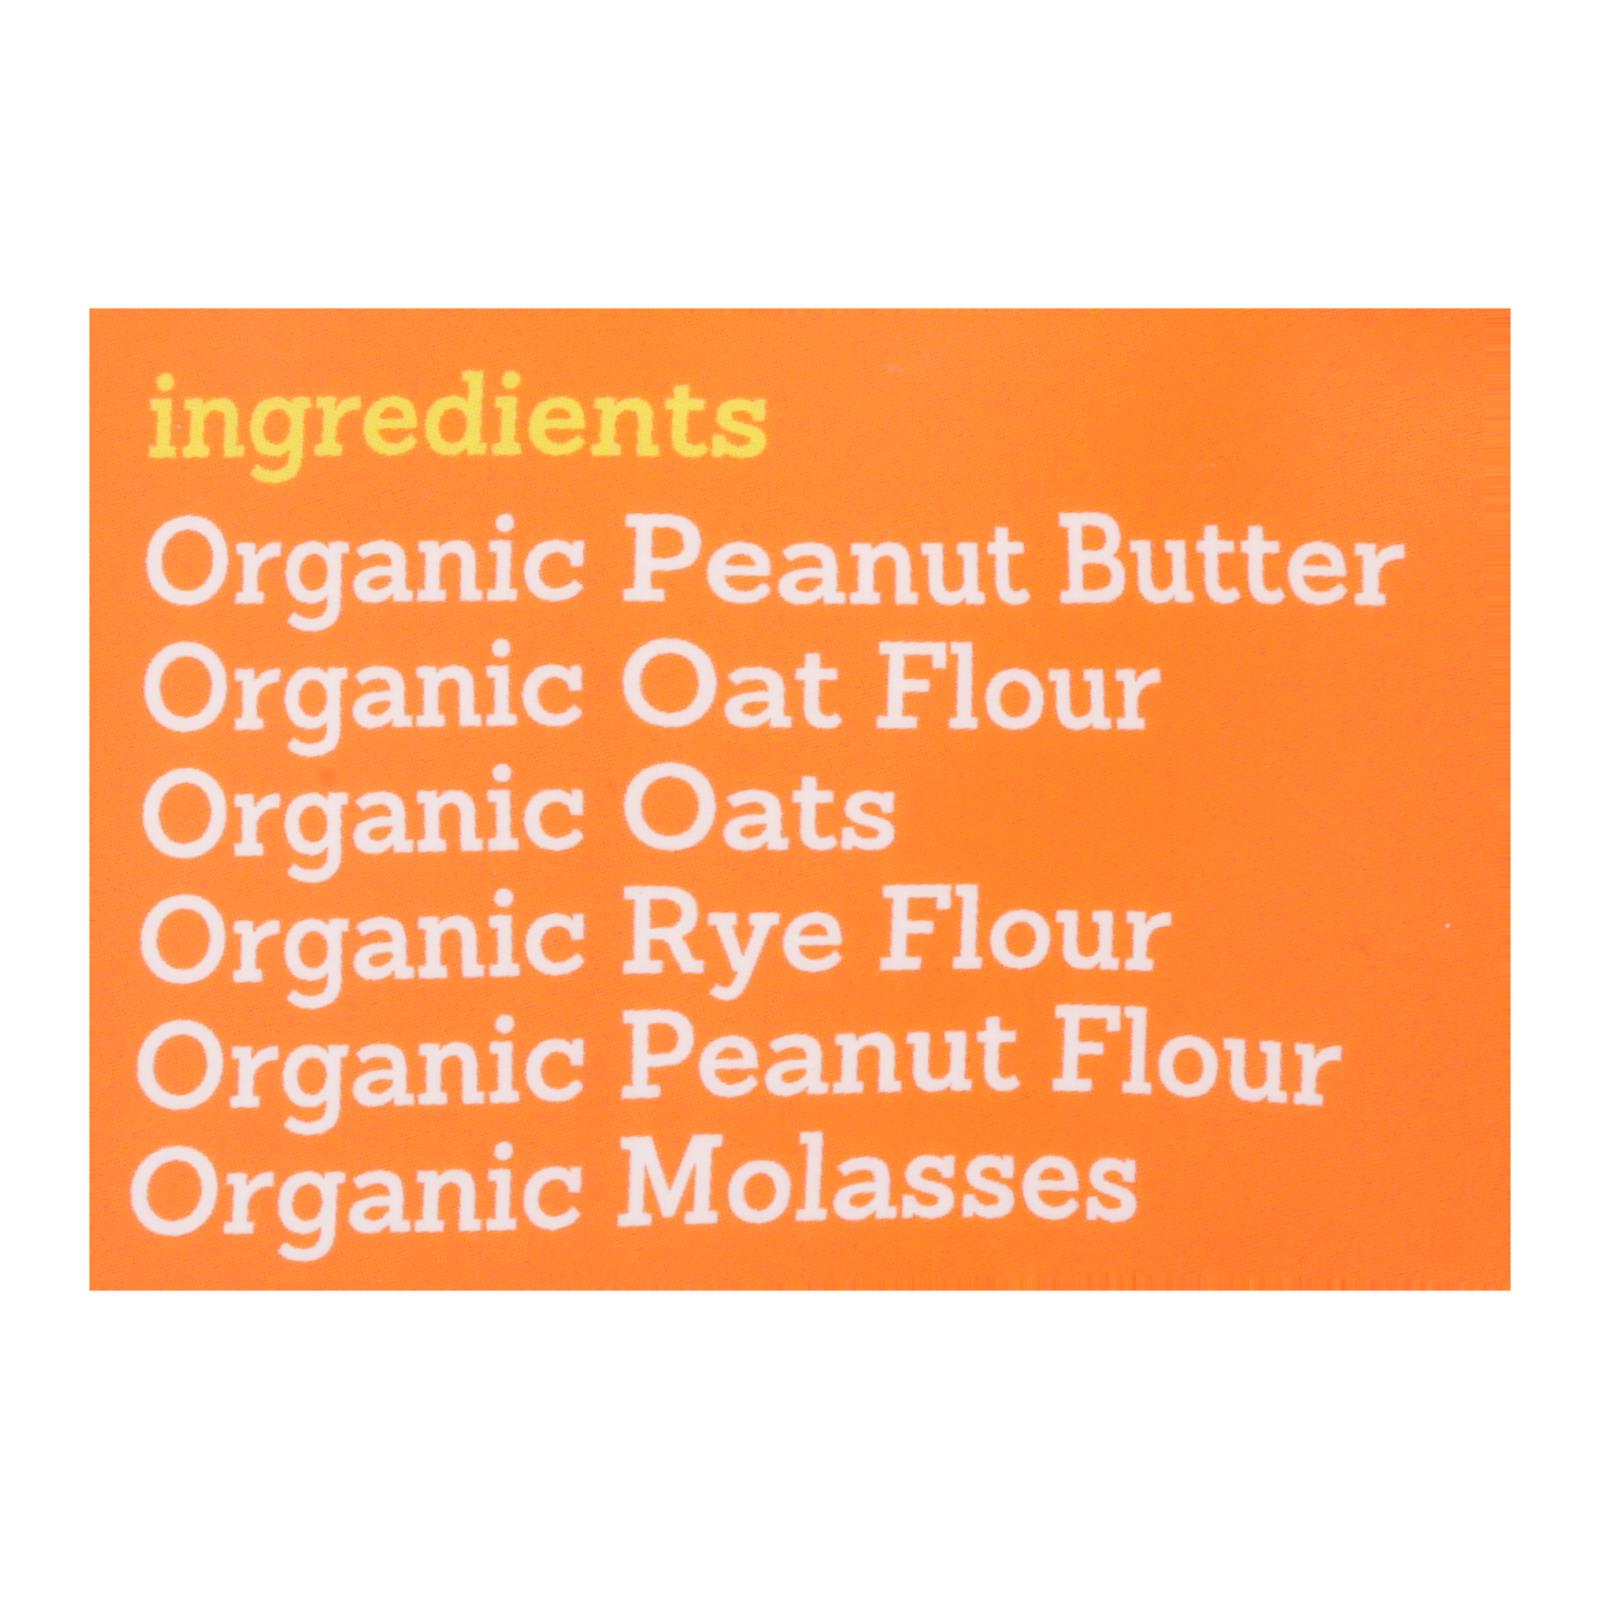 ingredients
Organic Peanut Butter
Organic Oat Flour
Organic Oats
Organic Rye Flour
Organic Peanut Flour
Organic Molasses